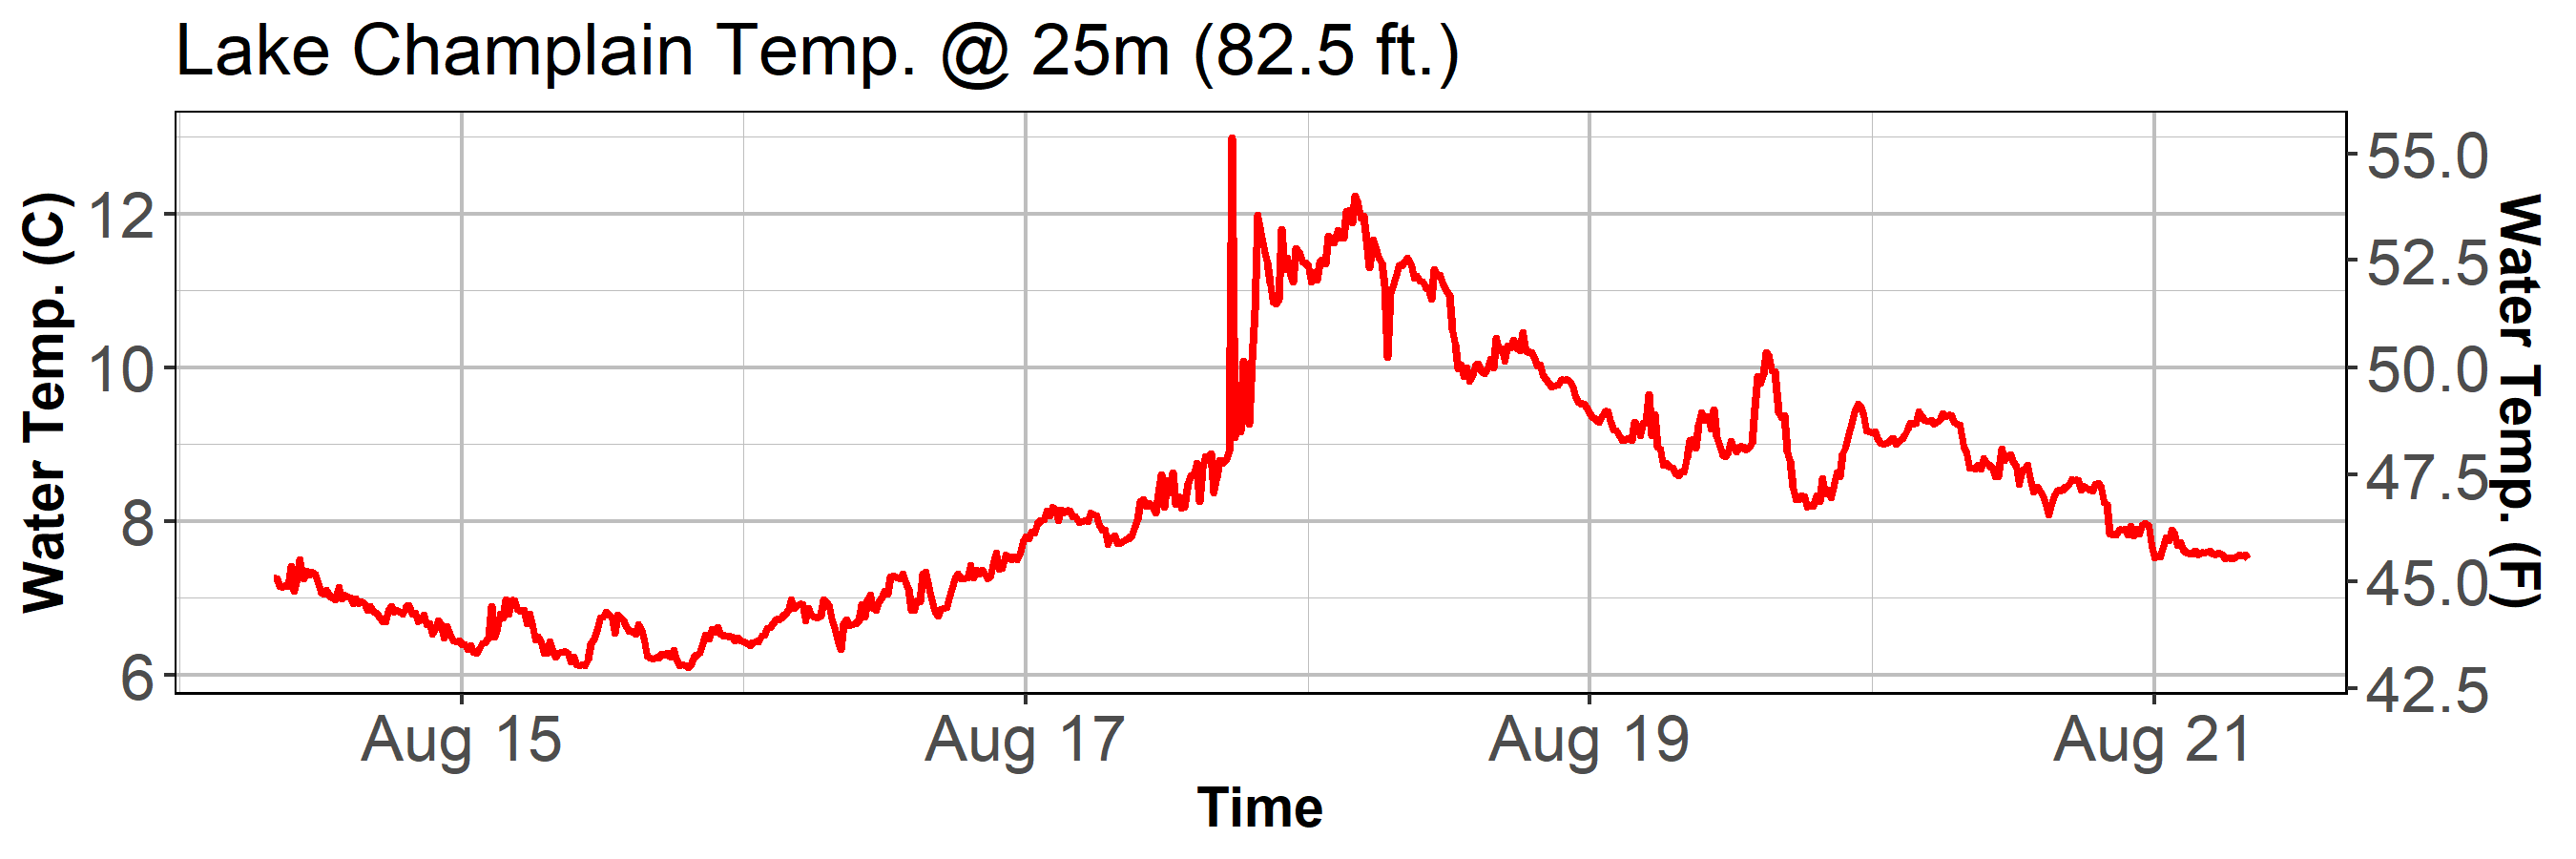 Lake Champlain Temp. @ 25m (82.5 ft.)
Water Temp. (C)
12
10
8
6
55.0
52.5
50.0
47.5
45.0
42.5
Water Temp. (F)
Aug 15
Aug 17
Aug 19
Aug 21
Time